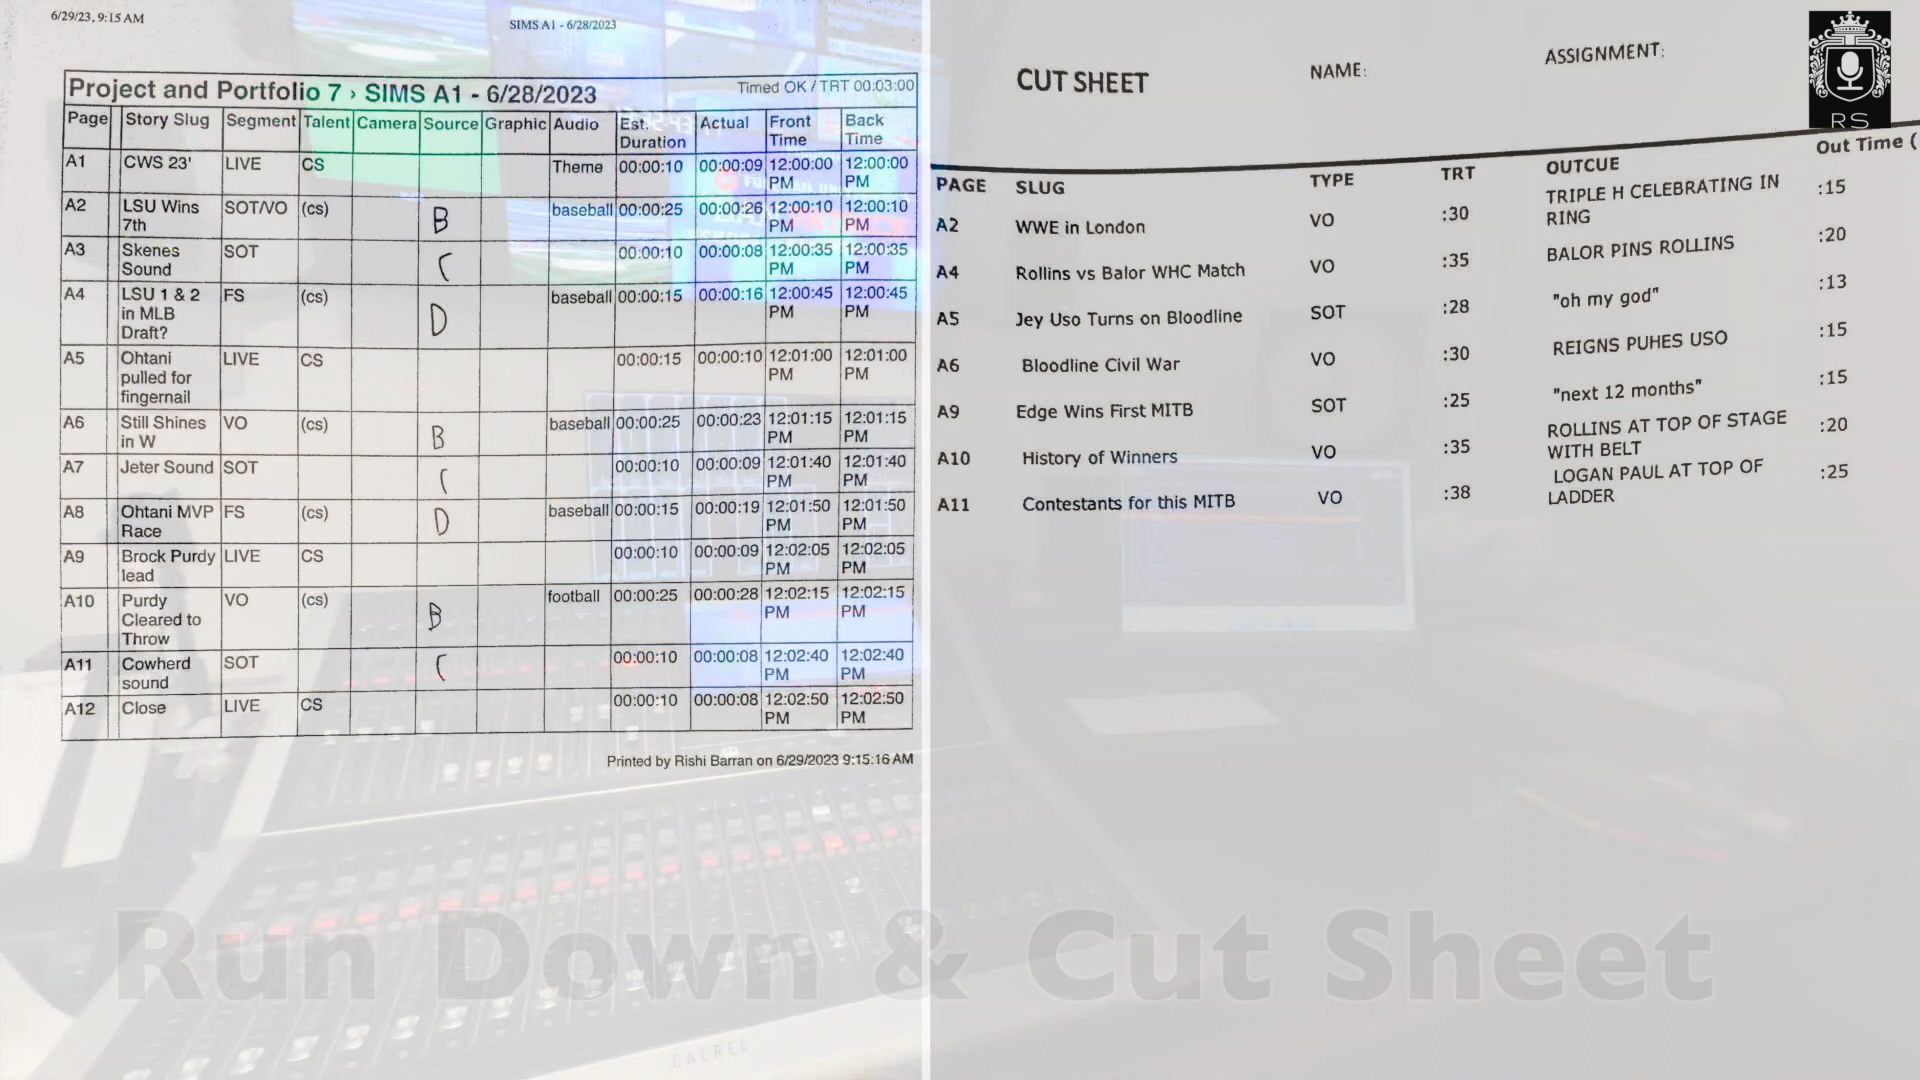 6/29/23, 9:15 AM
SIMS A1 - 6/28/2023
Project and Portfolio 7 › SIMS A1 - 6/28/2023 Timed OK / TRT 00:03:00
Page Story Slug Segment Talent Camera Source Graphic Audio Est. Duration Actual Front Time Back Time
A1 CWS 23' LIVE CS Theme 00:00:10 00:00:09 12:00:00 PM 12:00:00 PM
A2 LSU Wins 7th SOT/VO (cs) B baseball 00:00:25 00:00:26 12:00:10 PM 12:00:10 PM
A3 Skenes Sound SOT C 00:00:10 00:00:08 12:00:35 PM 12:00:35 PM
A4 LSU 1 & 2 in MLB Draft? FS (cs) D baseball 00:00:15 00:00:16 12:00:45 PM 12:00:45 PM
A5 Ohtani pulled for fingernail LIVE CS 00:00:15 00:00:10 12:01:00 PM 12:01:00 PM
A6 Still Shines in W VO (cs) B baseball 00:00:25 00:00:23 12:01:15 PM 12:01:15 PM
A7 Jeter Sound SOT C 00:00:10 00:00:09 12:01:40 PM 12:01:40 PM
A8 Ohtani MVP Race FS (cs) D baseball 00:00:15 00:00:19 12:01:50 PM 12:01:50 PM
A9 Brock Purdy lead LIVE CS 00:00:10 00:00:09 12:02:05 PM 12:02:05 PM
A10 Purdy Cleared to Throw VO (cs) B football 00:00:25 00:00:28 12:02:15 PM 12:02:15 PM
A11 Cowherd sound SOT C 00:00:10 00:00:08 12:02:40 PM 12:02:40 PM
A12 Close LIVE CS 00:00:10 00:00:08 12:02:50 PM 12:02:50 PM
Printed by Rishi Barran on 6/29/2023 9:15:16 AM
CUT SHEET NAME: ASSIGNMENT:
RS
PAGE SLUG TYPE TRT OUTCUE Out Time (
A2 WWE in London VO :30 TRIPLE H CELEBRATING IN RING :15
A4 Rollins vs Balor WHC Match VO :35 BALOR PINS ROLLINS :20
A5 Jey Uso Turns on Bloodline SOT :28 "oh my god" :13
A6 Bloodline Civil War VO :30 REIGNS PUHES USO :15
A9 Edge Wins First MITB SOT :25 "next 12 months" :15
A10 History of Winners VO :35 ROLLINS AT TOP OF STAGE WITH BELT :20
A11 Contestants for this MITB VO :38 LOGAN PAUL AT TOP OF LADDER :25
Run Down & Cut Sheet
CALREC